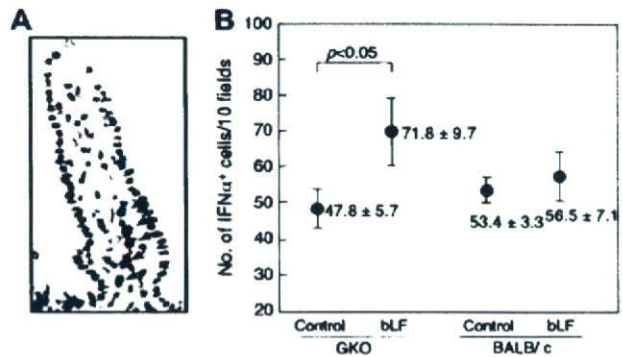 A
B
100
90
80
70
60
50
40
30
20
No. of IFNα⁺ cells/10 fields
p<0.05
71.8 ± 9.7
47.8 ± 5.7
53.4 ± 3.3
56.5 ± 7.1
Control bLF Control bLF
GKO BALB/c